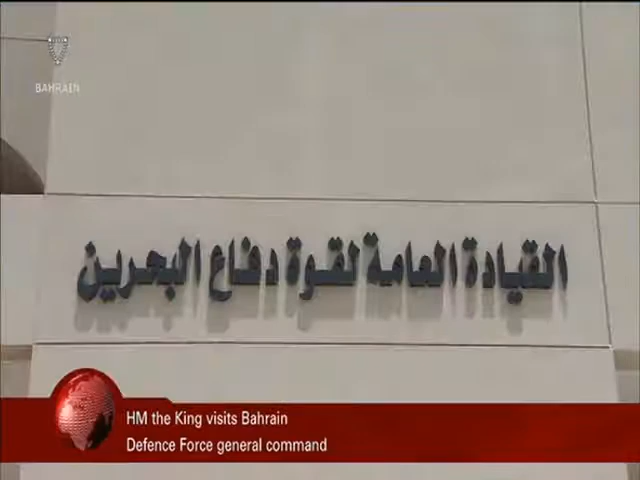 BAHRAIN
القيادة العامة لقوة دفاع البحرين
HM the King visits Bahrain
Defence Force general command